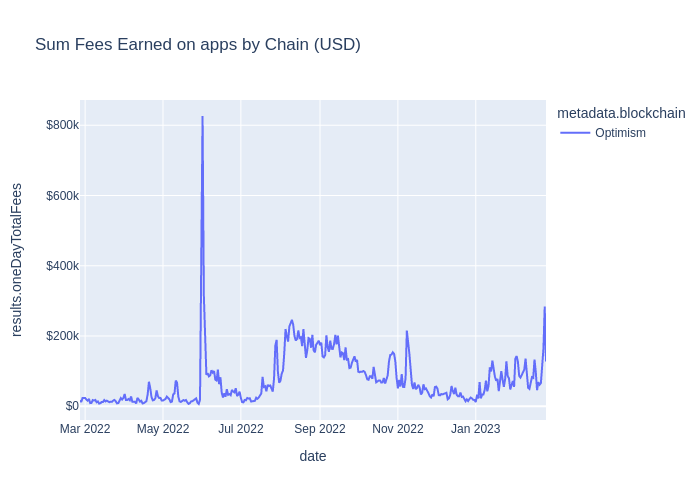 Sum Fees Earned on apps by Chain (USD)
metadata.blockchain
Optimism
results.oneDayTotalFees
$800k
$600k
$400k
$200k
$0
Mar 2022 May 2022 Jul 2022 Sep 2022 Nov 2022 Jan 2023
date